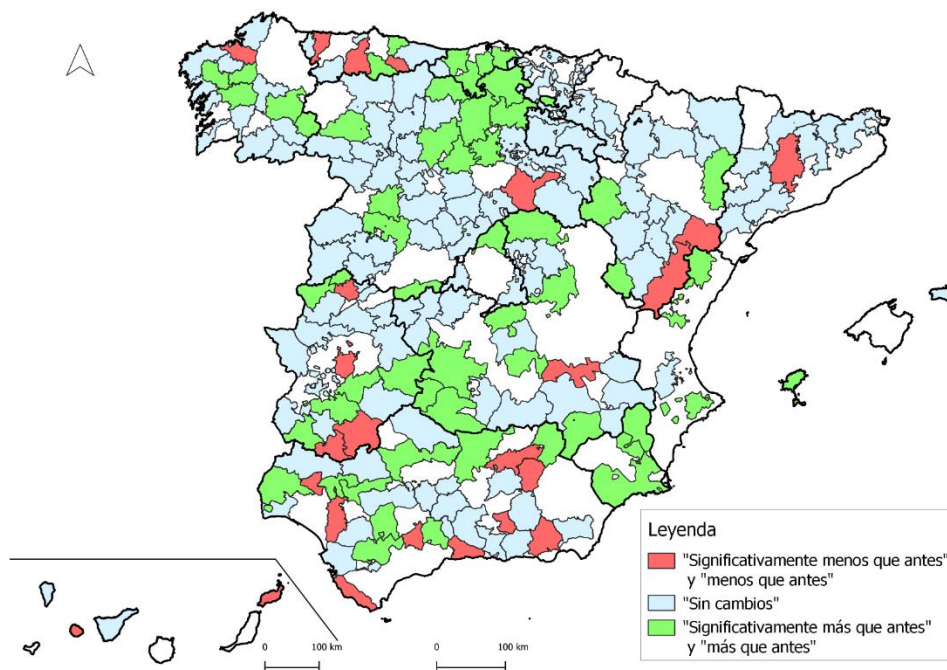 Leyenda
"Significativamente menos que antes"
y "menos que antes"
"Sin cambios"
"Significativamente más que antes"
y "más que antes"
0 100 km
0 100 km